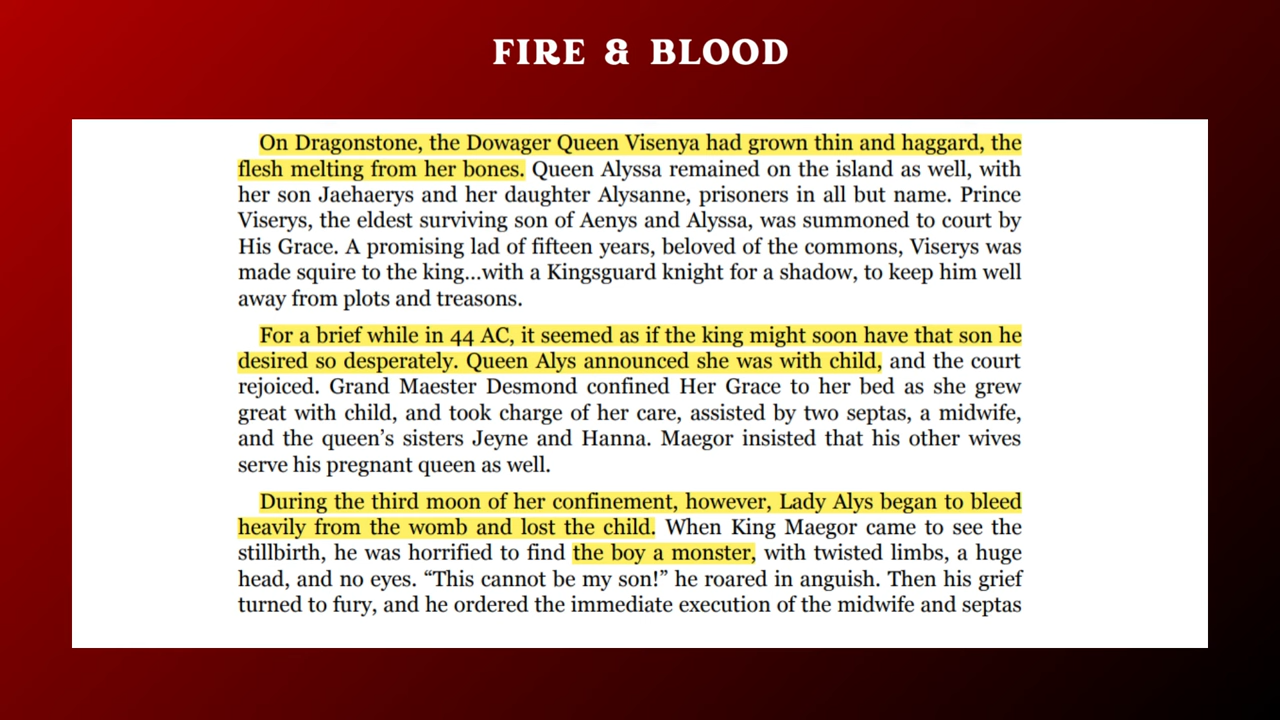 FIRE & BLOOD
On Dragonstone, the Dowager Queen Visenya had grown thin and haggard, the
flesh melting from her bones. Queen Alyssa remained on the island as well, with
her son Jaehaerys and her daughter Alysanne, prisoners in all but name. Prince
Viserys, the eldest surviving son of Aenys and Alyssa, was summoned to court by
His Grace. A promising lad of fifteen years, beloved of the commons, Viserys was
made squire to the king...with a Kingsguard knight for a shadow, to keep him well
away from plots and treasons.
For a brief while in 44 AC, it seemed as if the king might soon have that son he
desired so desperately. Queen Alys announced she was with child, and the court
rejoiced. Grand Maester Desmond confined Her Grace to her bed as she grew
great with child, and took charge of her care, assisted by two septas, a midwife,
and the queen’s sisters Jeyne and Hanna. Maegor insisted that his other wives
serve his pregnant queen as well.
During the third moon of her confinement, however, Lady Alys began to bleed
heavily from the womb and lost the child. When King Maegor came to see the
stillbirth, he was horrified to find the boy a monster, with twisted limbs, a huge
head, and no eyes. “This cannot be my son!” he roared in anguish. Then his grief
turned to fury, and he ordered the immediate execution of the midwife and septas